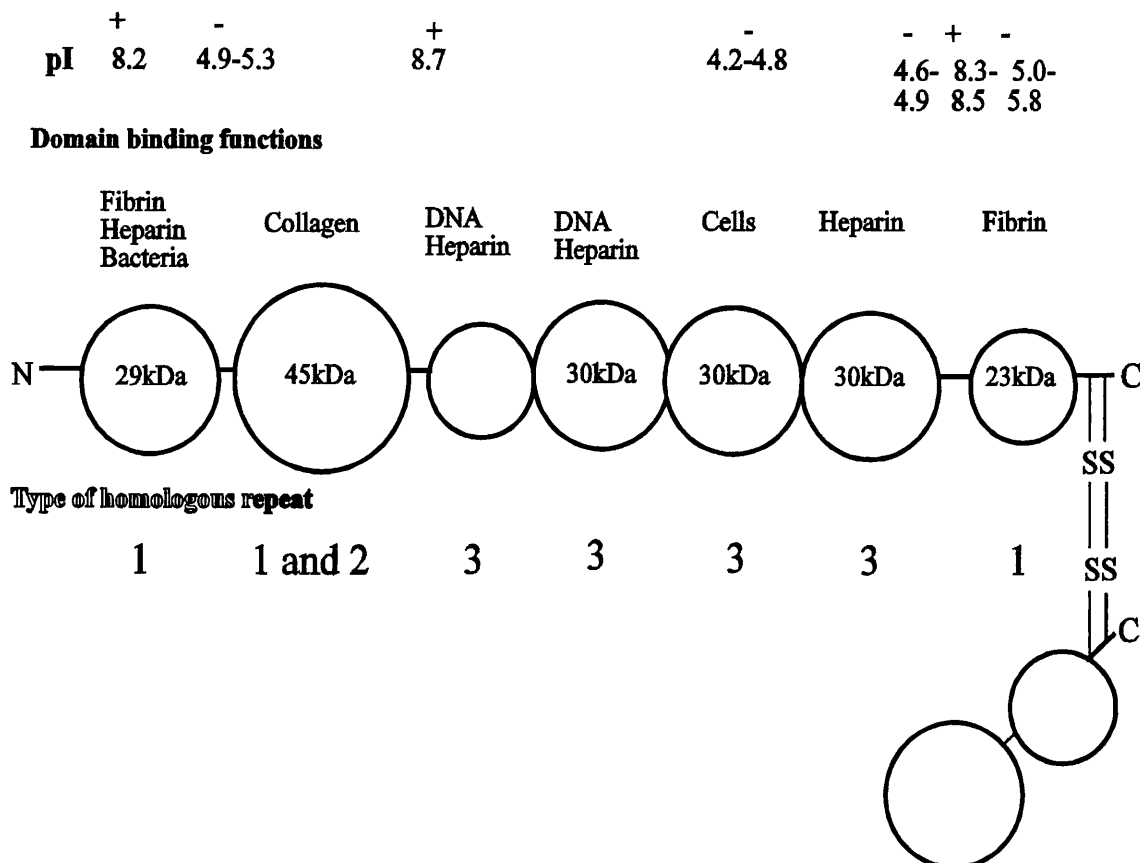 + - + - - + -
pI 8.2 4.9-5.3 8.7 4.2-4.8 4.6- 8.3- 5.0-
4.9 8.5 5.8
Domain binding functions
Fibrin
Heparin
Bacteria
Collagen
DNA
Heparin
DNA
Heparin
Cells
Heparin
Fibrin
N 29kDa 45kDa 30kDa 30kDa 30kDa 23kDa C
SS
Type of homologous repeat
1 1 and 2 3 3 3 3 1
SS
C